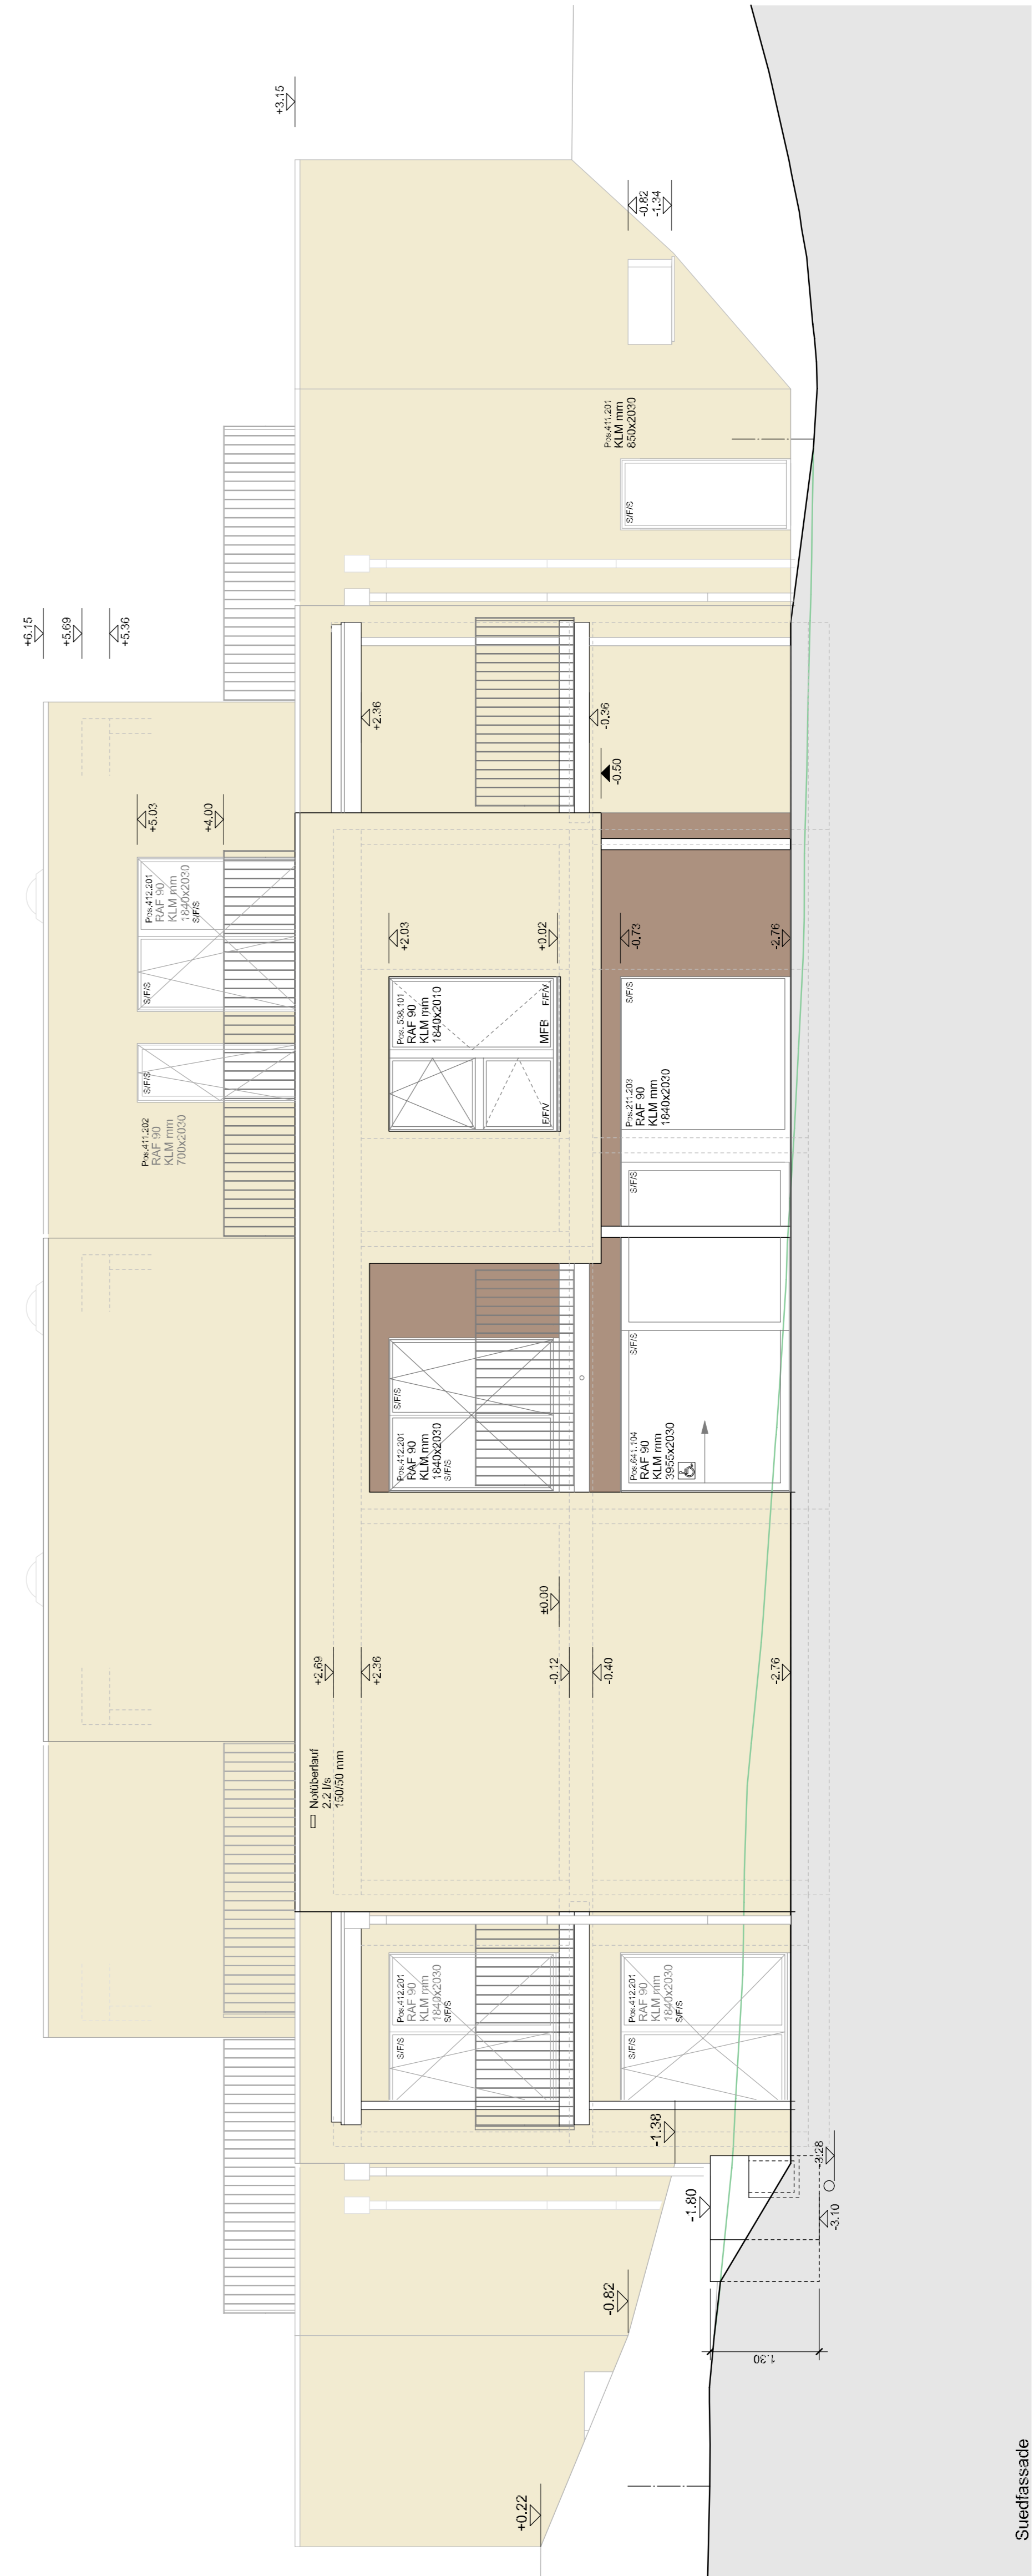 +6.15
+5.69
+5.36
+3.15
+5.03
+4.00
Pos.411.202
RAF 90
KLM mm
700x2030
S/F/S
S/F/S
Pos.412.201
RAF 90
KLM mm
1840x2030
S/F/S
Notüberlauf
2.2 l/s
150/50 mm
+2.69
+2.36
±0.00
-0.12
-0.40
-2.76
S/F/S
Pos.412.201
RAF 90
KLM mm
1840x2030
S/F/S
S/F/S
Pos.412.201
RAF 90
KLM mm
1840x2030
S/F/S
Pos.412.201
RAF 90
KLM mm
1840x2030
S/F/S
S/F/S
Pos.641.104
RAF 90
KLM mm
3955x2030
S/F/S
S/F/S
Pos. 538.101
RAF 90
KLM mm
1840x2010
F/F/V
MFB
F/F/V
+2.03
+0.02
Pos.211.203
RAF 90
KLM mm
1840x2030
S/F/S
-0.73
-2.76
+2.36
-0.36
-0.50
Pos.411.201
KLM mm
850x2030
S/F/S
-0.82
-1.34
+0.22
-0.82
-1.38
-1.80
-3.28
-3.10
1.30
Suedfassade